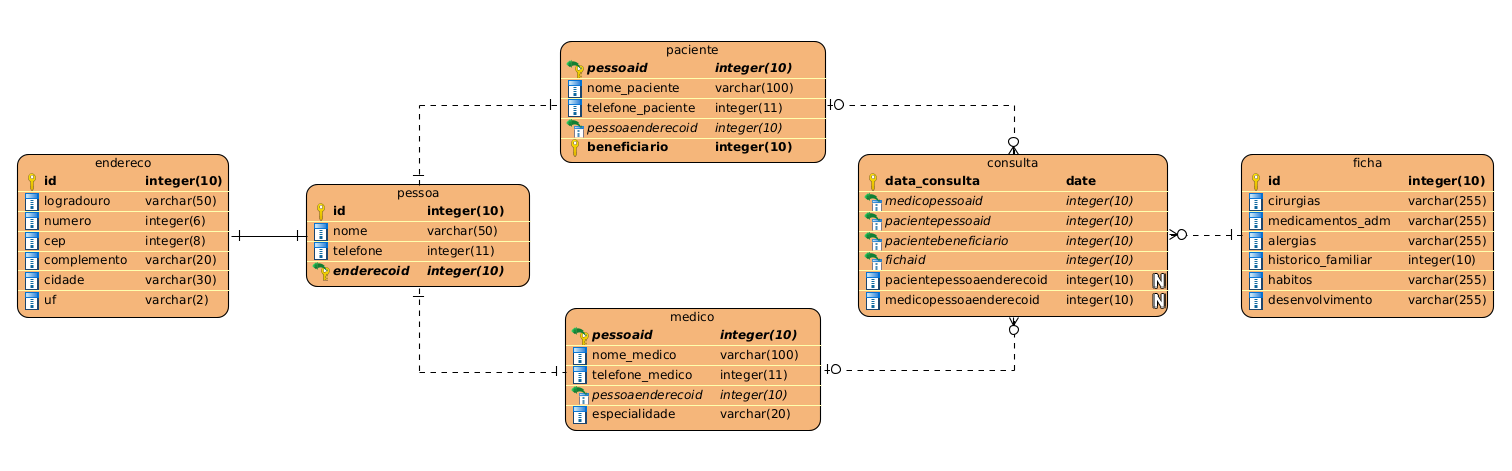 endereco
id integer(10)
logradouro varchar(50)
numero integer(6)
cep integer(8)
complemento varchar(20)
cidade varchar(30)
uf varchar(2)
pessoa
id integer(10)
nome varchar(50)
telefone integer(11)
enderecoid integer(10)
paciente
pessoaid integer(10)
nome_paciente varchar(100)
telefone_paciente integer(11)
pessoaenderecoid integer(10)
beneficiario integer(10)
medico
pessoaid integer(10)
nome_medico varchar(100)
telefone_medico integer(11)
pessoaenderecoid integer(10)
especialidade varchar(20)
consulta
data_consulta date
medicopessoaid integer(10)
pacientepessoaid integer(10)
pacientebeneficiario integer(10)
fichaid integer(10)
pacientepessoaenderecoid integer(10) N
medicopessoaenderecoid integer(10) N
ficha
id integer(10)
cirurgias varchar(255)
medicamentos_adm varchar(255)
alergias varchar(255)
historico_familiar integer(10)
habitos varchar(255)
desenvolvimento varchar(255)